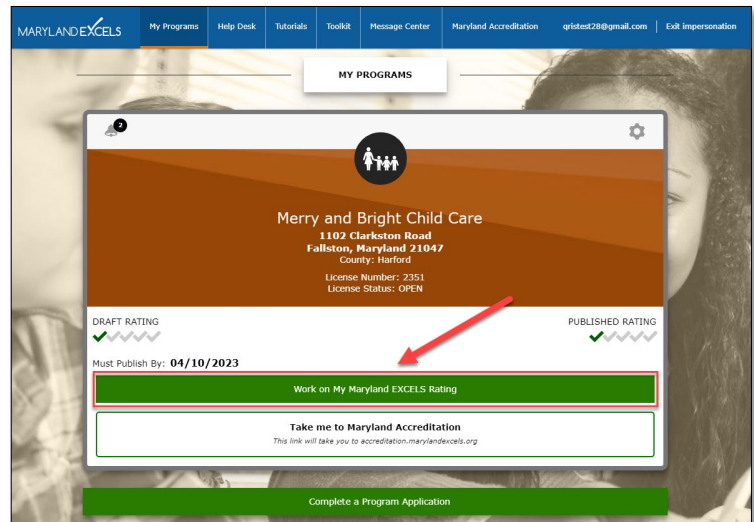 MARYLAND EXCELS
My Programs
Help Desk
Tutorials
Toolkit
Message Center
Maryland Accreditation
qristest28@gmail.com
Exit impersonation
MY PROGRAMS
2
Merry and Bright Child Care
1102 Clarkston Road
Fallston, Maryland 21047
County: Harford
License Number: 2351
License Status: OPEN
DRAFT RATING
PUBLISHED RATING
Must Publish By: 04/10/2023
Work on My Maryland EXCELS Rating
Take me to Maryland Accreditation
This link will take you to accreditation.marylandexcels.org
Complete a Program Application